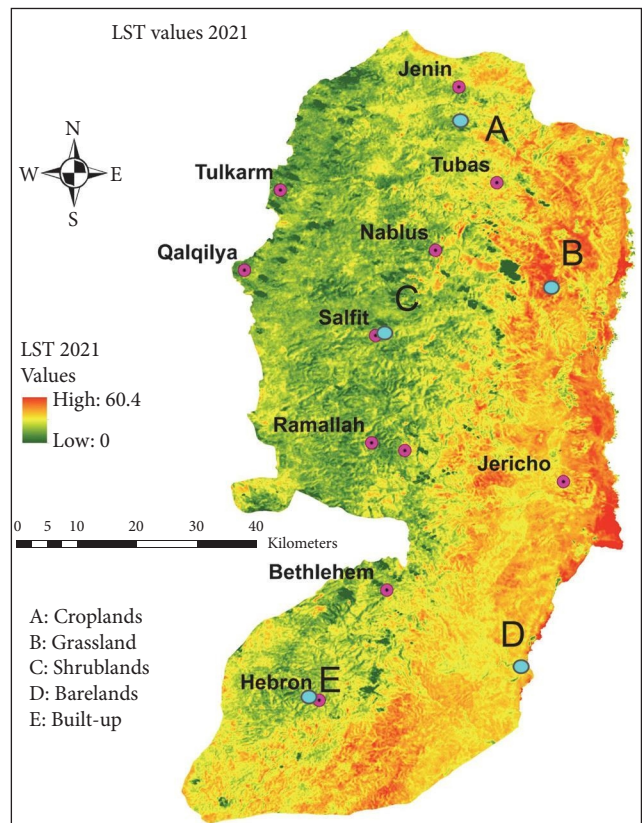 LST values 2021
N
W E
S
Jenin
A
Tulkarm
Tubas
Nablus
B
Qalqilya
C
Salfit
LST 2021
Values
High: 60.4
Low: 0
Ramallah
Jericho
0 5 10 20 30 40
Kilometers
Bethlehem
A: Croplands
B: Grassland
C: Shrublands
D: Barelands
E: Built-up
D
Hebron E